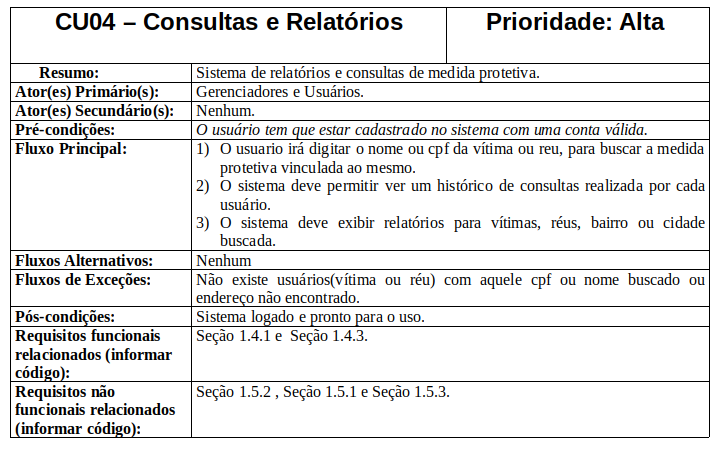 CU04 – Consultas e Relatórios
Prioridade: Alta
Resumo:
Sistema de relatórios e consultas de medida protetiva.
Ator(es) Primário(s):
Gerenciadores e Usuários.
Ator(es) Secundário(s):
Nenhum.
Pré-condições:
O usuário tem que estar cadastrado no sistema com uma conta válida.
Fluxo Principal:
1) O usuario irá digitar o nome ou cpf da vítima ou reu, para buscar a medida
protetiva vinculada ao mesmo.
2) O sistema deve permitir ver um histórico de consultas realizada por cada
usuário.
3) O sistema deve exibir relatórios para vítimas, réus, bairro ou cidade
buscada.
Fluxos Alternativos:
Nenhum
Fluxos de Exceções:
Não existe usuários(vítima ou réu) com aquele cpf ou nome buscado ou
endereço não encontrado.
Pós-condições:
Sistema logado e pronto para o uso.
Requisitos funcionais
relacionados (informar
código):
Seção 1.4.1 e Seção 1.4.3.
Requisitos não
funcionais relacionados
(informar código):
Seção 1.5.2 , Seção 1.5.1 e Seção 1.5.3.